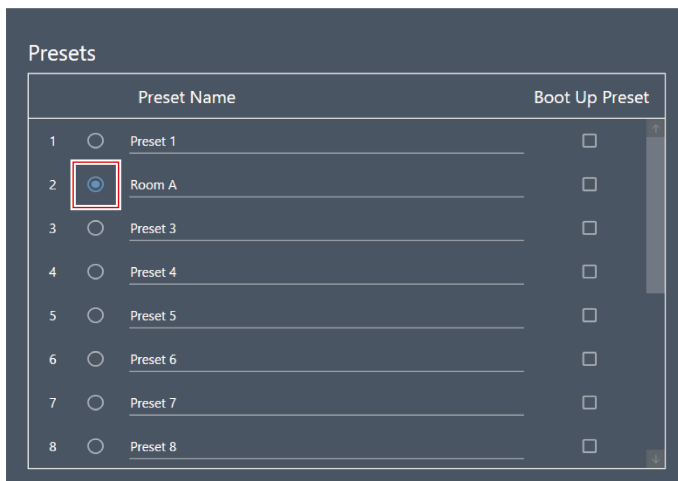 Presets
Preset Name Boot Up Preset
1 Preset 1
2 Room A
3 Preset 3
4 Preset 4
5 Preset 5
6 Preset 6
7 Preset 7
8 Preset 8